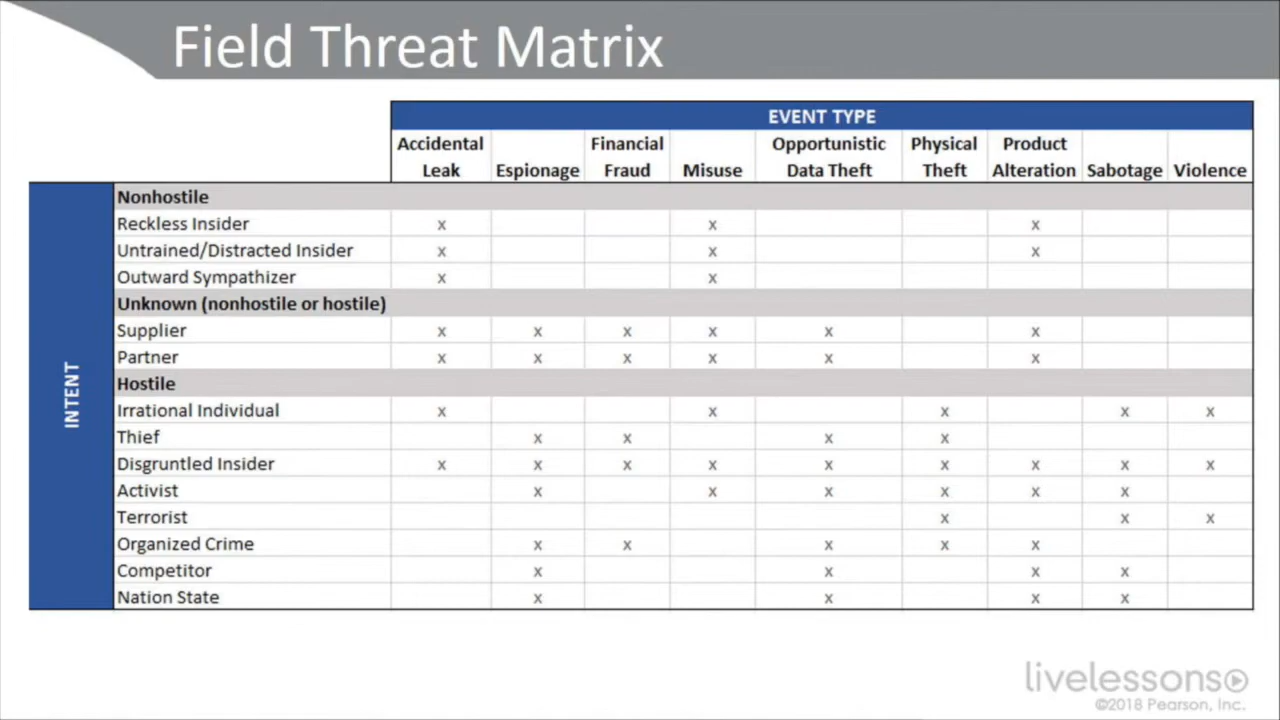 Field Threat Matrix
EVENT TYPE
Accidental Leak Espionage Financial Fraud Misuse Opportunistic Data Theft Physical Theft Product Alteration Sabotage Violence
INTENT
Nonhostile
Reckless Insider x x x
Untrained/Distracted Insider x x x
Outward Sympathizer x x
Unknown (nonhostile or hostile)
Supplier x x x x x x
Partner x x x x x x
Hostile
Irrational Individual x x x x x
Thief x x x x
Disgruntled Insider x x x x x x x x x
Activist x x x x x x
Terrorist x x x
Organized Crime x x x x x
Competitor x x x x
Nation State x x x x
livelessons
©2018 Pearson, Inc.